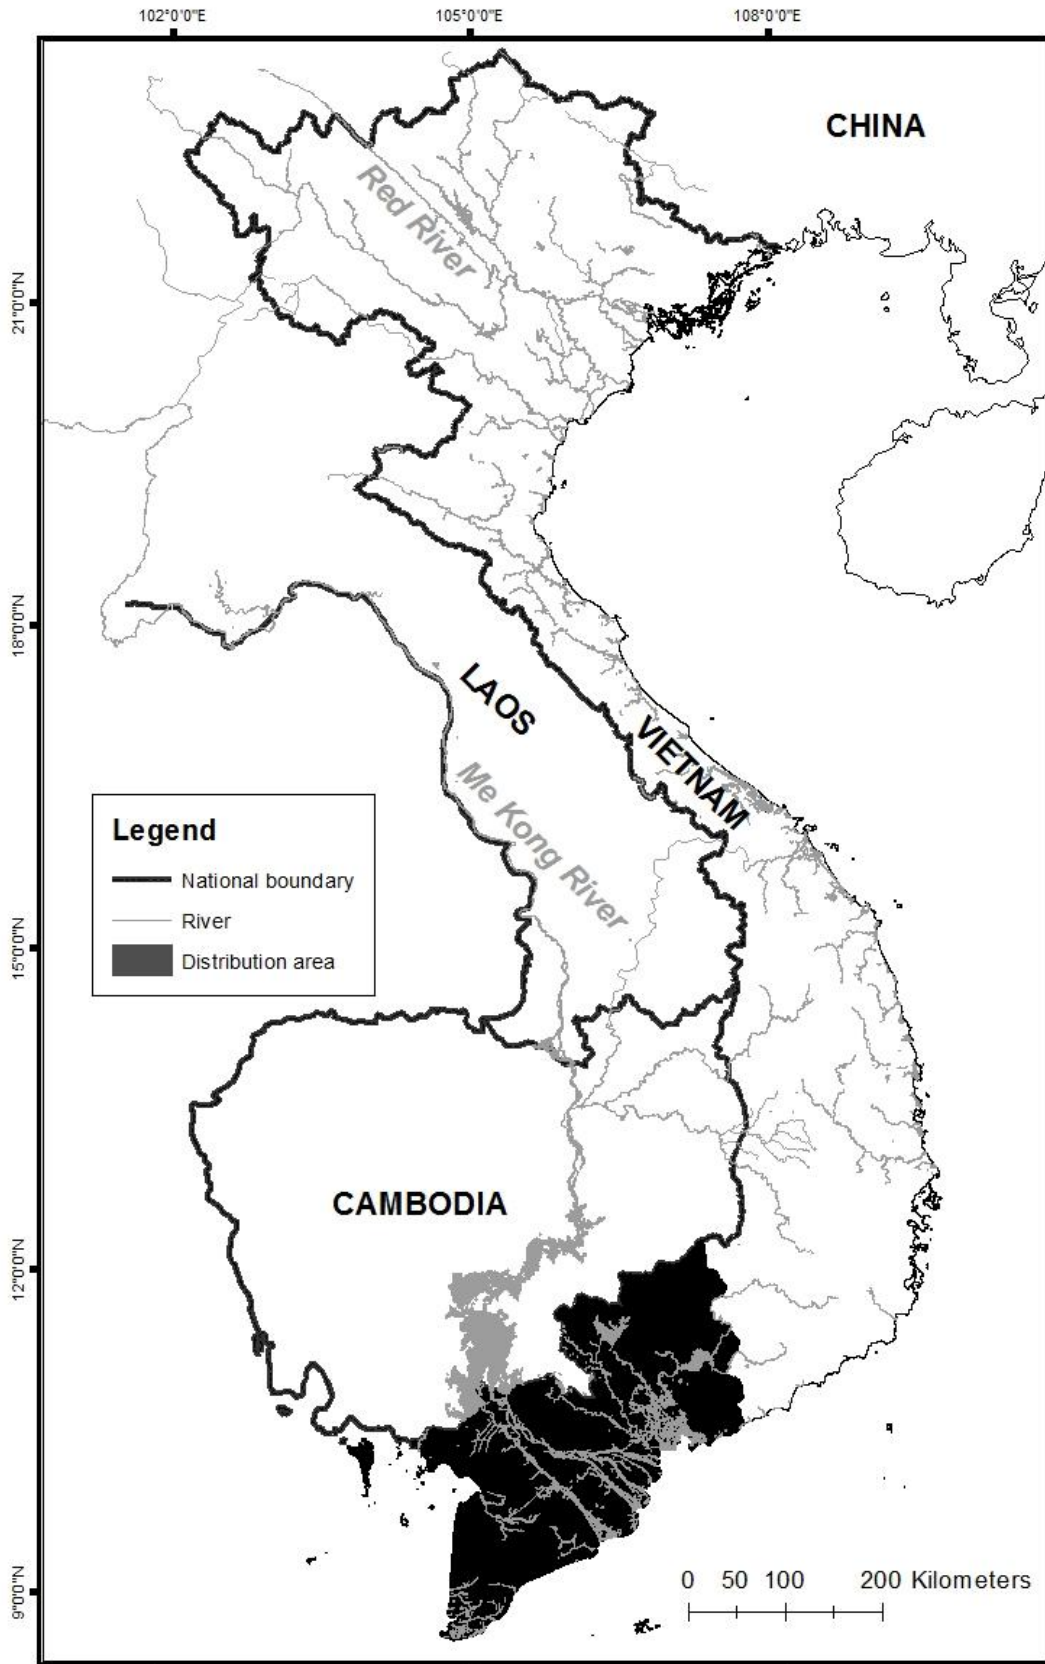 102°0'0"E
105°0'0"E
108°0'0"E
CHINA
Red River
21°0'0"N
18°0'0"N
LAOS
VIETNAM
Me Kong River
Legend
National boundary
River
Distribution area
15°0'0"N
CAMBODIA
12°0'0"N
9°0'0"N
0 50 100 200 Kilometers